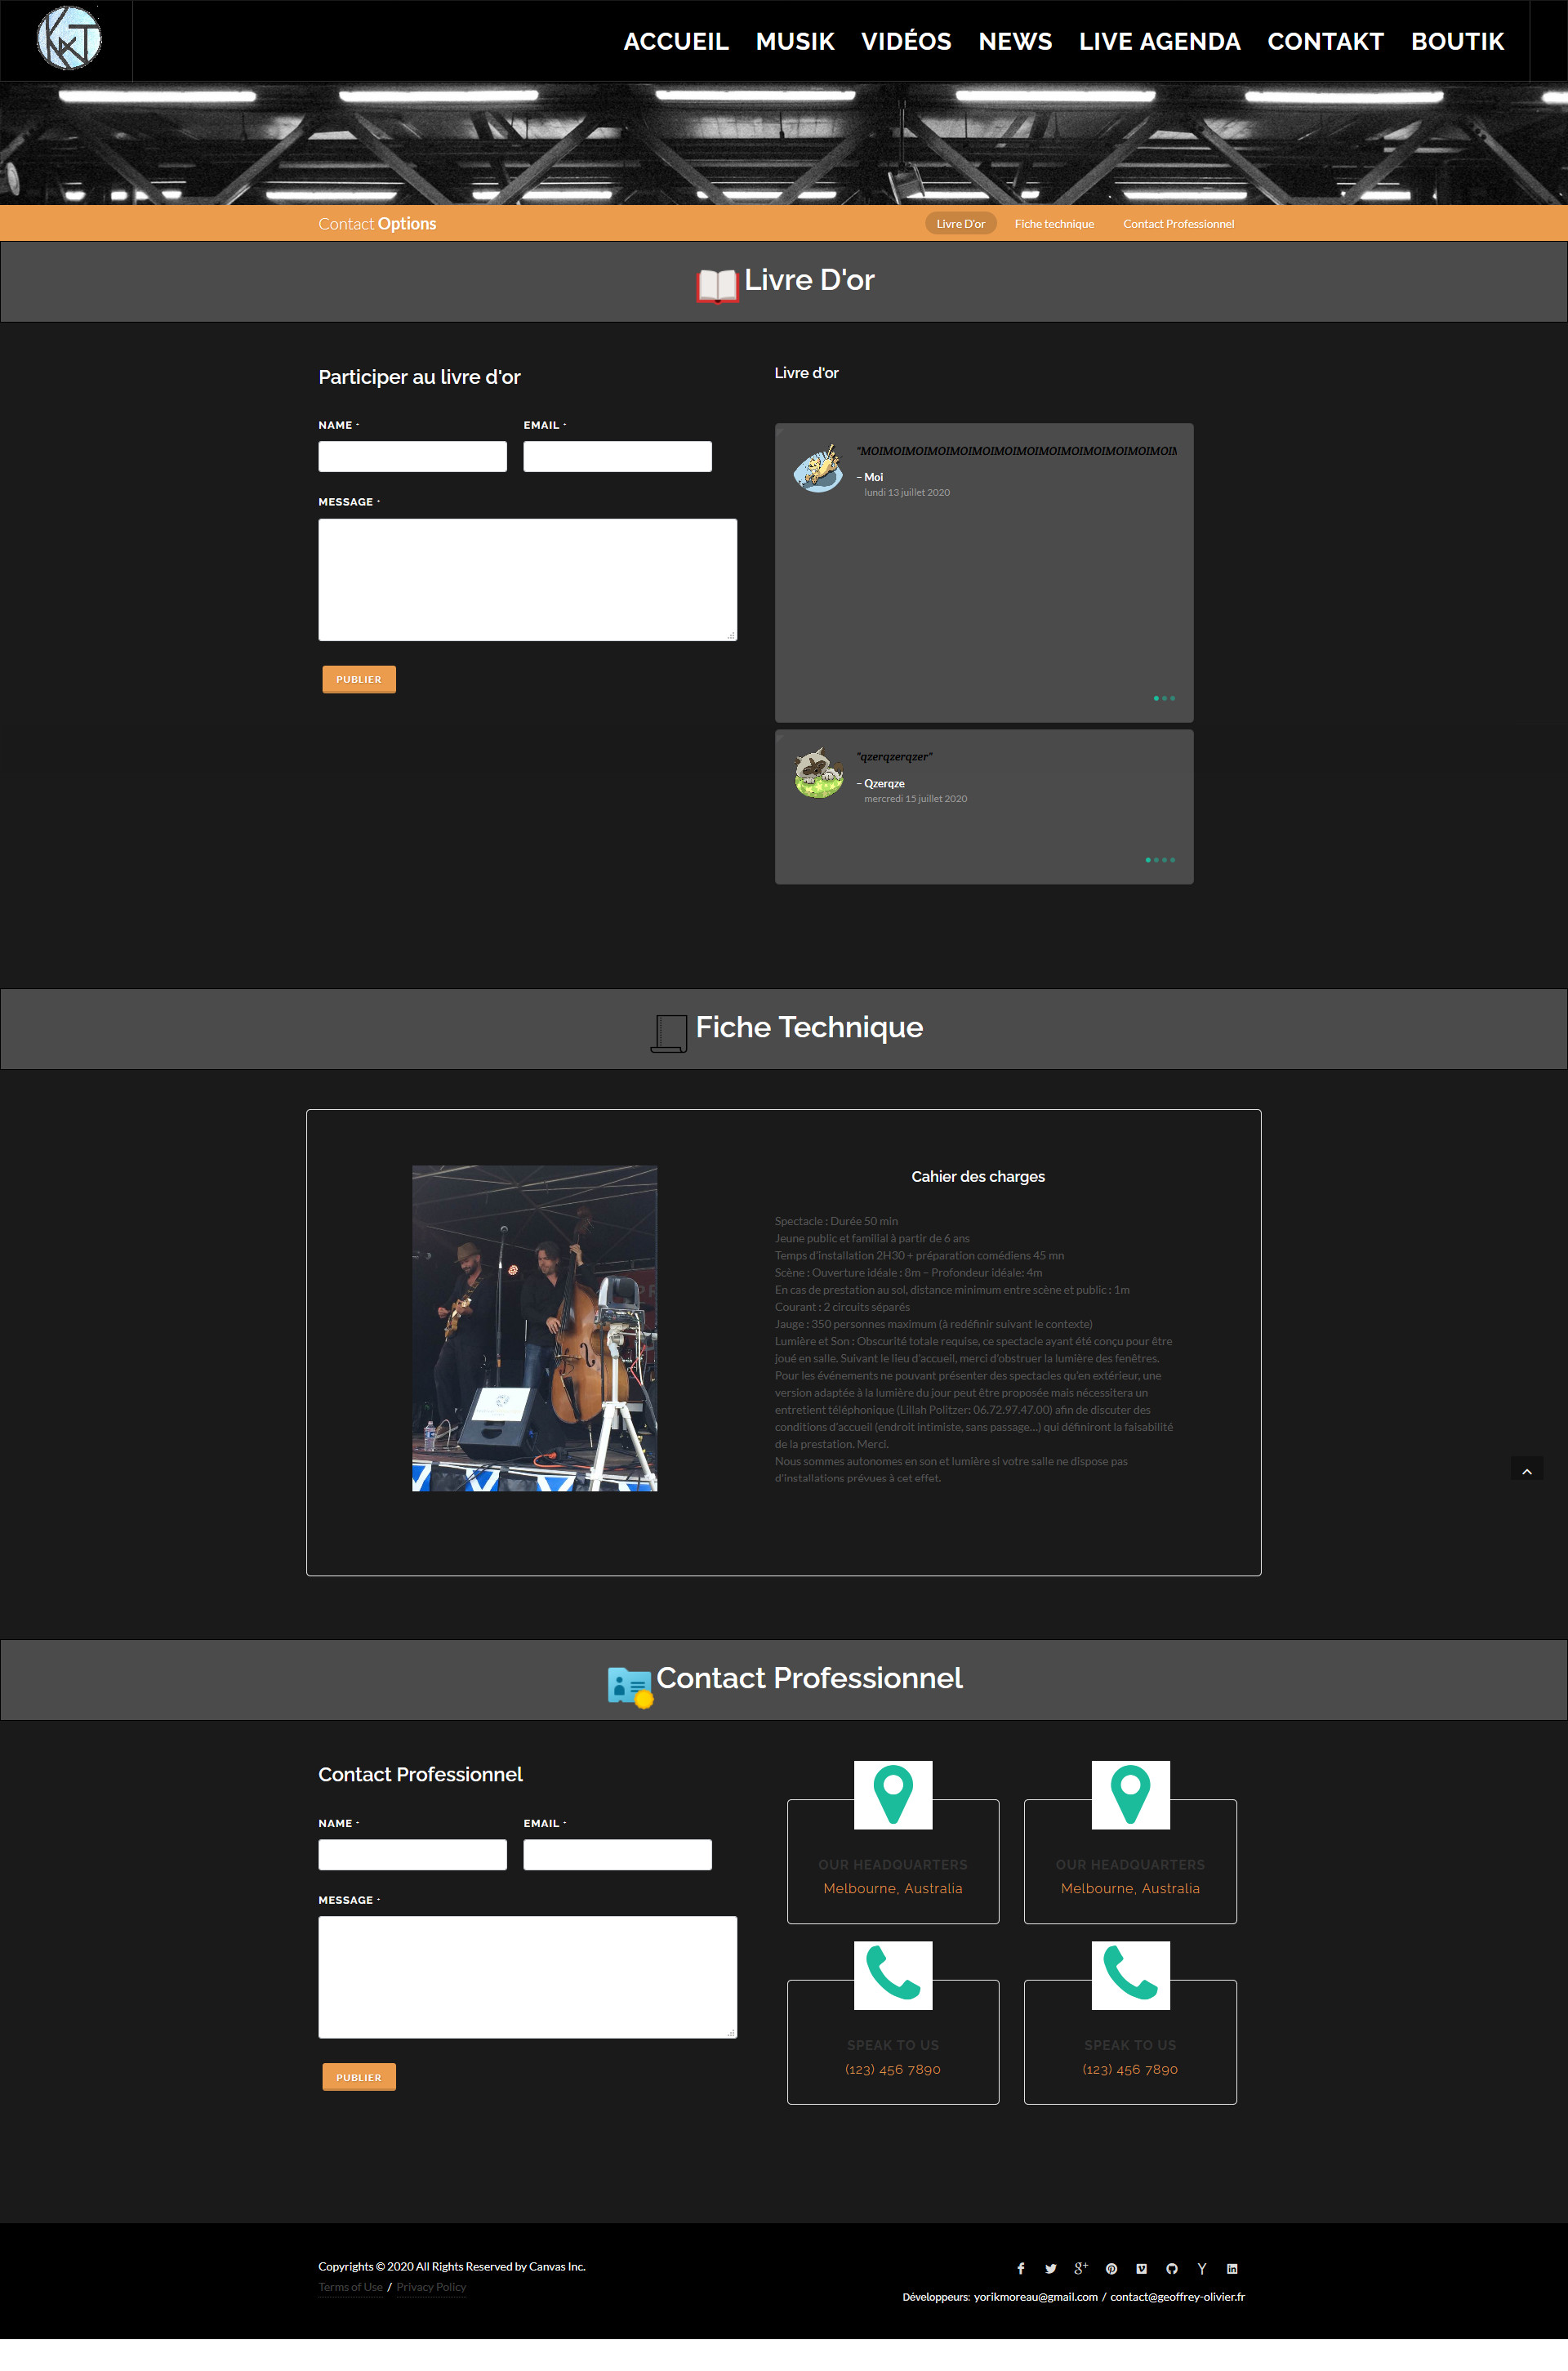 KNKT
ACCUEIL MUSIK VIDÉOS NEWS LIVE AGENDA CONTAKT BOUTIK
Contact Options
Livre D'or Fiche technique Contact Professionnel
Livre D'or
Participer au livre d'or
NAME *
EMAIL *
MESSAGE *
PUBLIER
Livre d'or
"MOIMOIMOIMOIMOIMOIMOIMOIMOIMOIMOIMOIMOIMOIMOI
– Moi
lundi 13 juillet 2020
"qzerqzerqzer"
– Qzerqze
mercredi 15 juillet 2020
Fiche Technique
Cahier des charges
Spectacle : Durée 50 min
Jeune public et familial à partir de 6 ans
Temps d'installation 2H30 + préparation comédiens 45 mn
Scène : Ouverture idéale : 8m – Profondeur idéale: 4m
En cas de prestation au sol, distance minimum entre scène et public : 1m
Courant : 2 circuits séparés
Jauge : 350 personnes maximum (à redéfinir suivant le contexte)
Lumière et Son : Obscurité totale requise, ce spectacle ayant été conçu pour être
joué en salle. Suivant le lieu d'accueil, merci d'obstruer la lumière des fenêtres.
Pour les événements ne pouvant présenter des spectacles qu'en extérieur, une
version adaptée à la lumière du jour peut être proposée mais nécessitera un
entretient téléphonique (Lillah Politzer: 06.72.97.47.00) afin de discuter des
conditions d'accueil (endroit intimiste, sans passage...) qui définiront la faisabilité
de la prestation. Merci.
Nous sommes autonomes en son et lumière si votre salle ne dispose pas
d'installations prévues à cet effet.
Contact Professionnel
Contact Professionnel
NAME *
EMAIL *
MESSAGE *
PUBLIER
OUR HEADQUARTERS
Melbourne, Australia
OUR HEADQUARTERS
Melbourne, Australia
SPEAK TO US
(123) 456 7890
SPEAK TO US
(123) 456 7890
Copyrights © 2020 All Rights Reserved by Canvas Inc.
Terms of Use / Privacy Policy
Développeurs: yorikmoreau@gmail.com / contact@geoffrey-olivier.fr